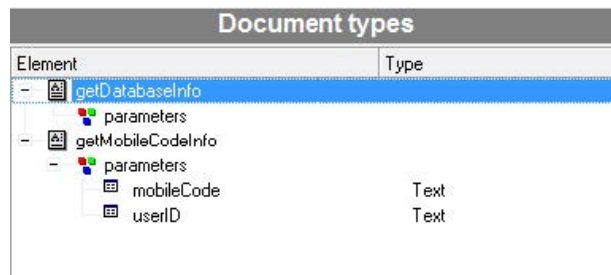 Document types
Element Type
getDatabaseInfo
parameters
getMobileCodeInfo
parameters
mobileCode Text
userID Text